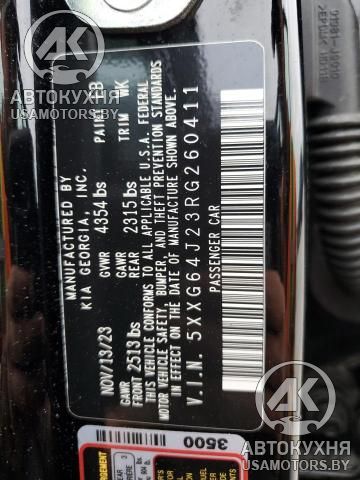 MANUFACTURED BY
KIA GEORGIA, INC.
NOV/13/23
GVWR
4354 lbs
GAWR
FRONT 2513 lbs
GAWR
REAR 2315 lbs
PAINT EB
TRIM WK
THIS VEHICLE CONFORMS TO ALL APPLICABLE U.S.A. FEDERAL
MOTOR VEHICLE SAFETY, BUMPER, AND THEFT PREVENTION STANDARDS
IN EFFECT ON THE DATE OF MANUFACTURE SHOWN ABOVE.
V.I.N. 5XXG64J23RG260411
PASSENGER CAR
3500
АК
АВТОКУХНЯ
USAMOTORS.BY
АК
АВТОКУХНЯ
USAMOTORS.BY